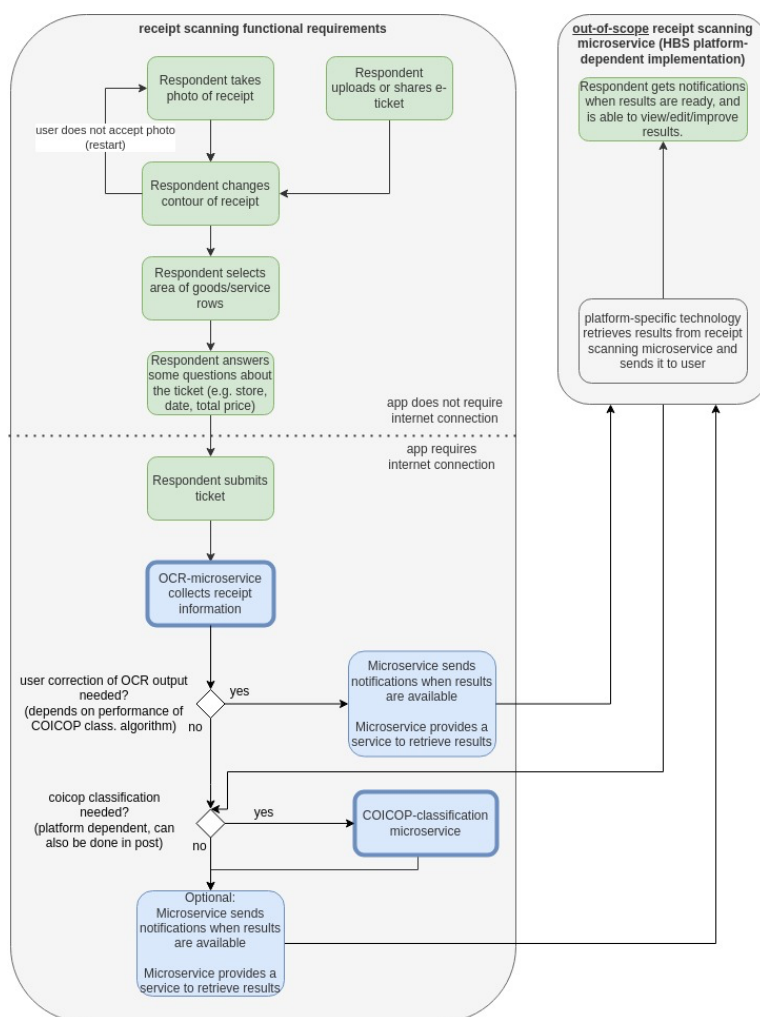 receipt scanning functional requirements
Respondent takes
photo of receipt
Respondent
uploads or shares e-
ticket
user does not accept photo
(restart)
Respondent changes
contour of receipt
Respondent selects
area of goods/service
rows
Respondent answers
some questions about
the ticket (e.g. store,
date, total price)
app does not require
internet connection
app requires
internet connection
Respondent submits
ticket
OCR-microservice
collects receipt
information
user correction of OCR output
needed?
(depends on performance of
COICOP class. algorithm)
yes
no
Microservice sends
notifications when results
are available
Microservice provides a
service to retrieve results
coicop classification
needed?
(platform dependent, can
also be done in post)
yes
no
COICOP-classification
microservice
Optional:
Microservice sends
notifications when results
are available
Microservice provides a
service to retrieve results
out-of-scope receipt scanning
microservice (HBS platform-
dependent implementation)
Respondent gets notifications
when results are ready, and
is able to view/edit/improve
results.
platform-specific technology
retrieves results from receipt
scanning microservice and
sends it to user